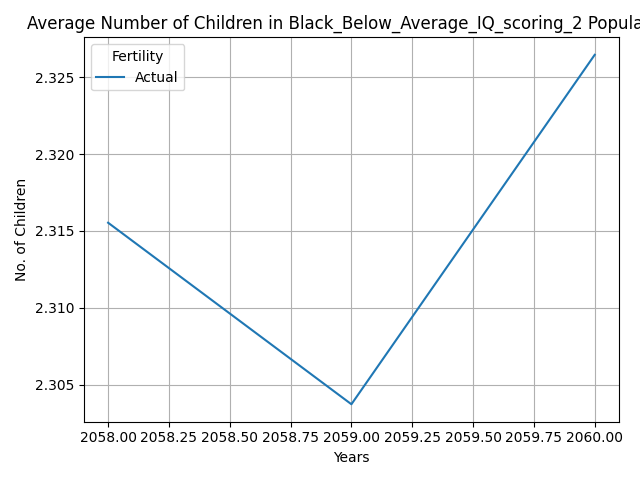 Average Number of Children in Black_Below_Average_IQ_scoring_2 Popula
Fertility
Actual
2.325
2.320
2.315
2.310
2.305
No. of Children
2058.00 2058.25 2058.50 2058.75 2059.00 2059.25 2059.50 2059.75 2060.00
Years